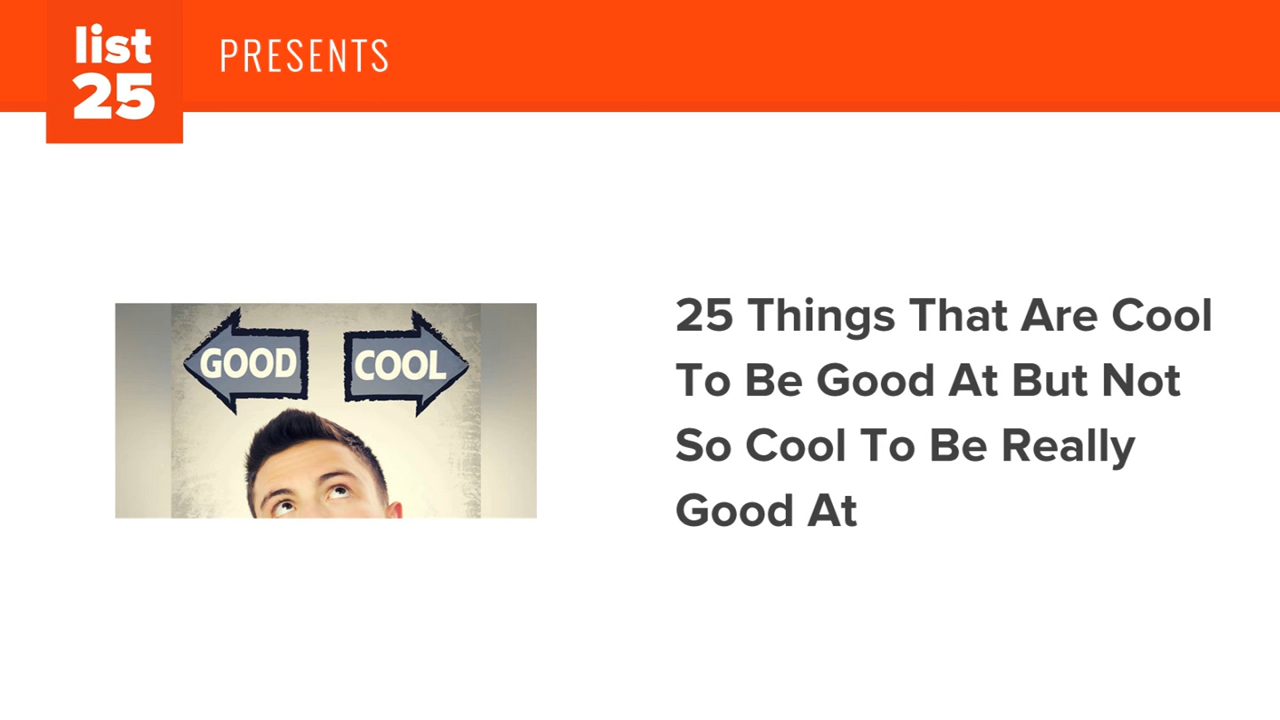 list
25
PRESENTS
GOOD
COOL
25 Things That Are Cool
To Be Good At But Not
So Cool To Be Really
Good At